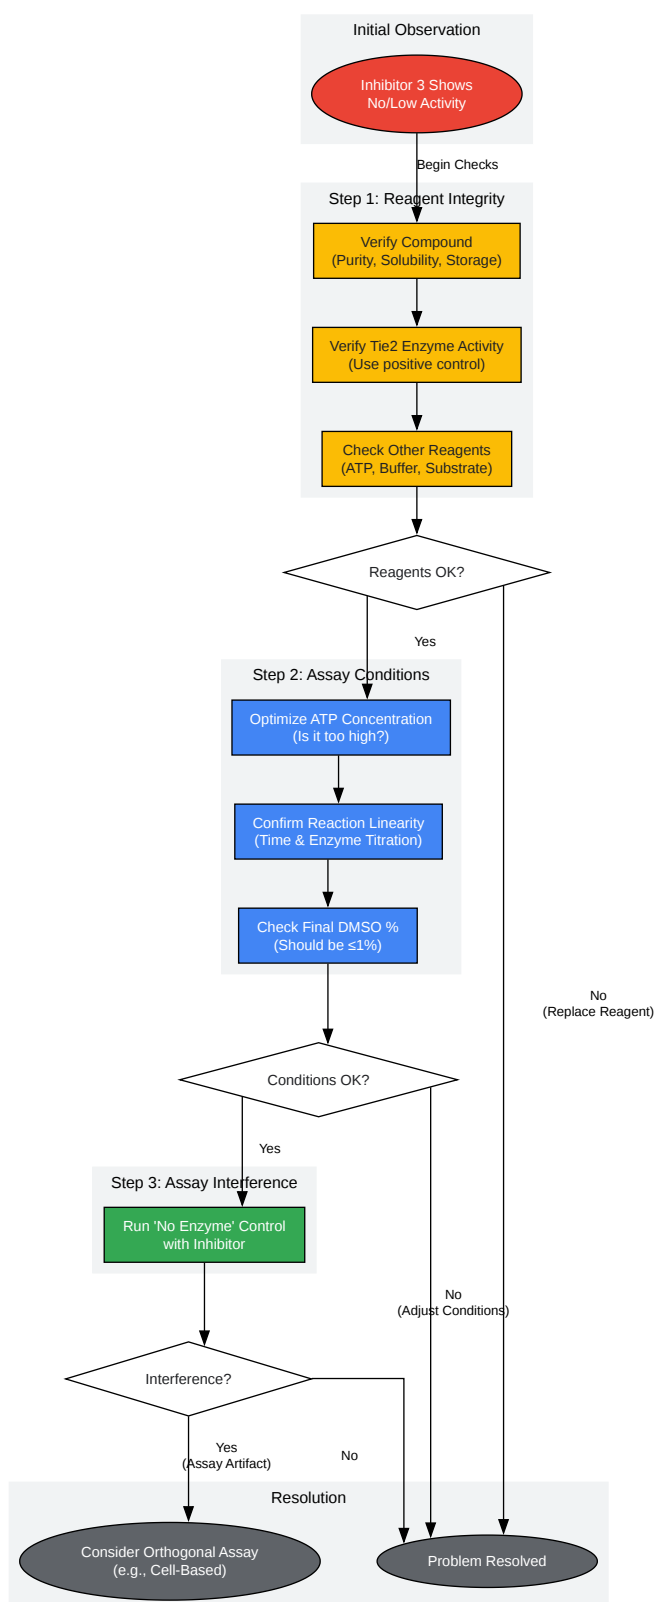 Initial Observation
Inhibitor 3 Shows
No/Low Activity
Begin Checks
Step 1: Reagent Integrity
Verify Compound
(Purity, Solubility, Storage)
Verify Tie2 Enzyme Activity
(Use positive control)
Check Other Reagents
(ATP, Buffer, Substrate)
Reagents OK?
Yes
Step 2: Assay Conditions
Optimize ATP Concentration
(Is it too high?)
Confirm Reaction Linearity
(Time & Enzyme Titration)
Check Final DMSO %
(Should be ≤1%)
No
(Replace Reagent)
Conditions OK?
Yes
Step 3: Assay Interference
Run 'No Enzyme' Control
with Inhibitor
No
(Adjust Conditions)
Interference?
Yes
(Assay Artifact)
No
Resolution
Consider Orthogonal Assay
(e.g., Cell-Based)
Problem Resolved